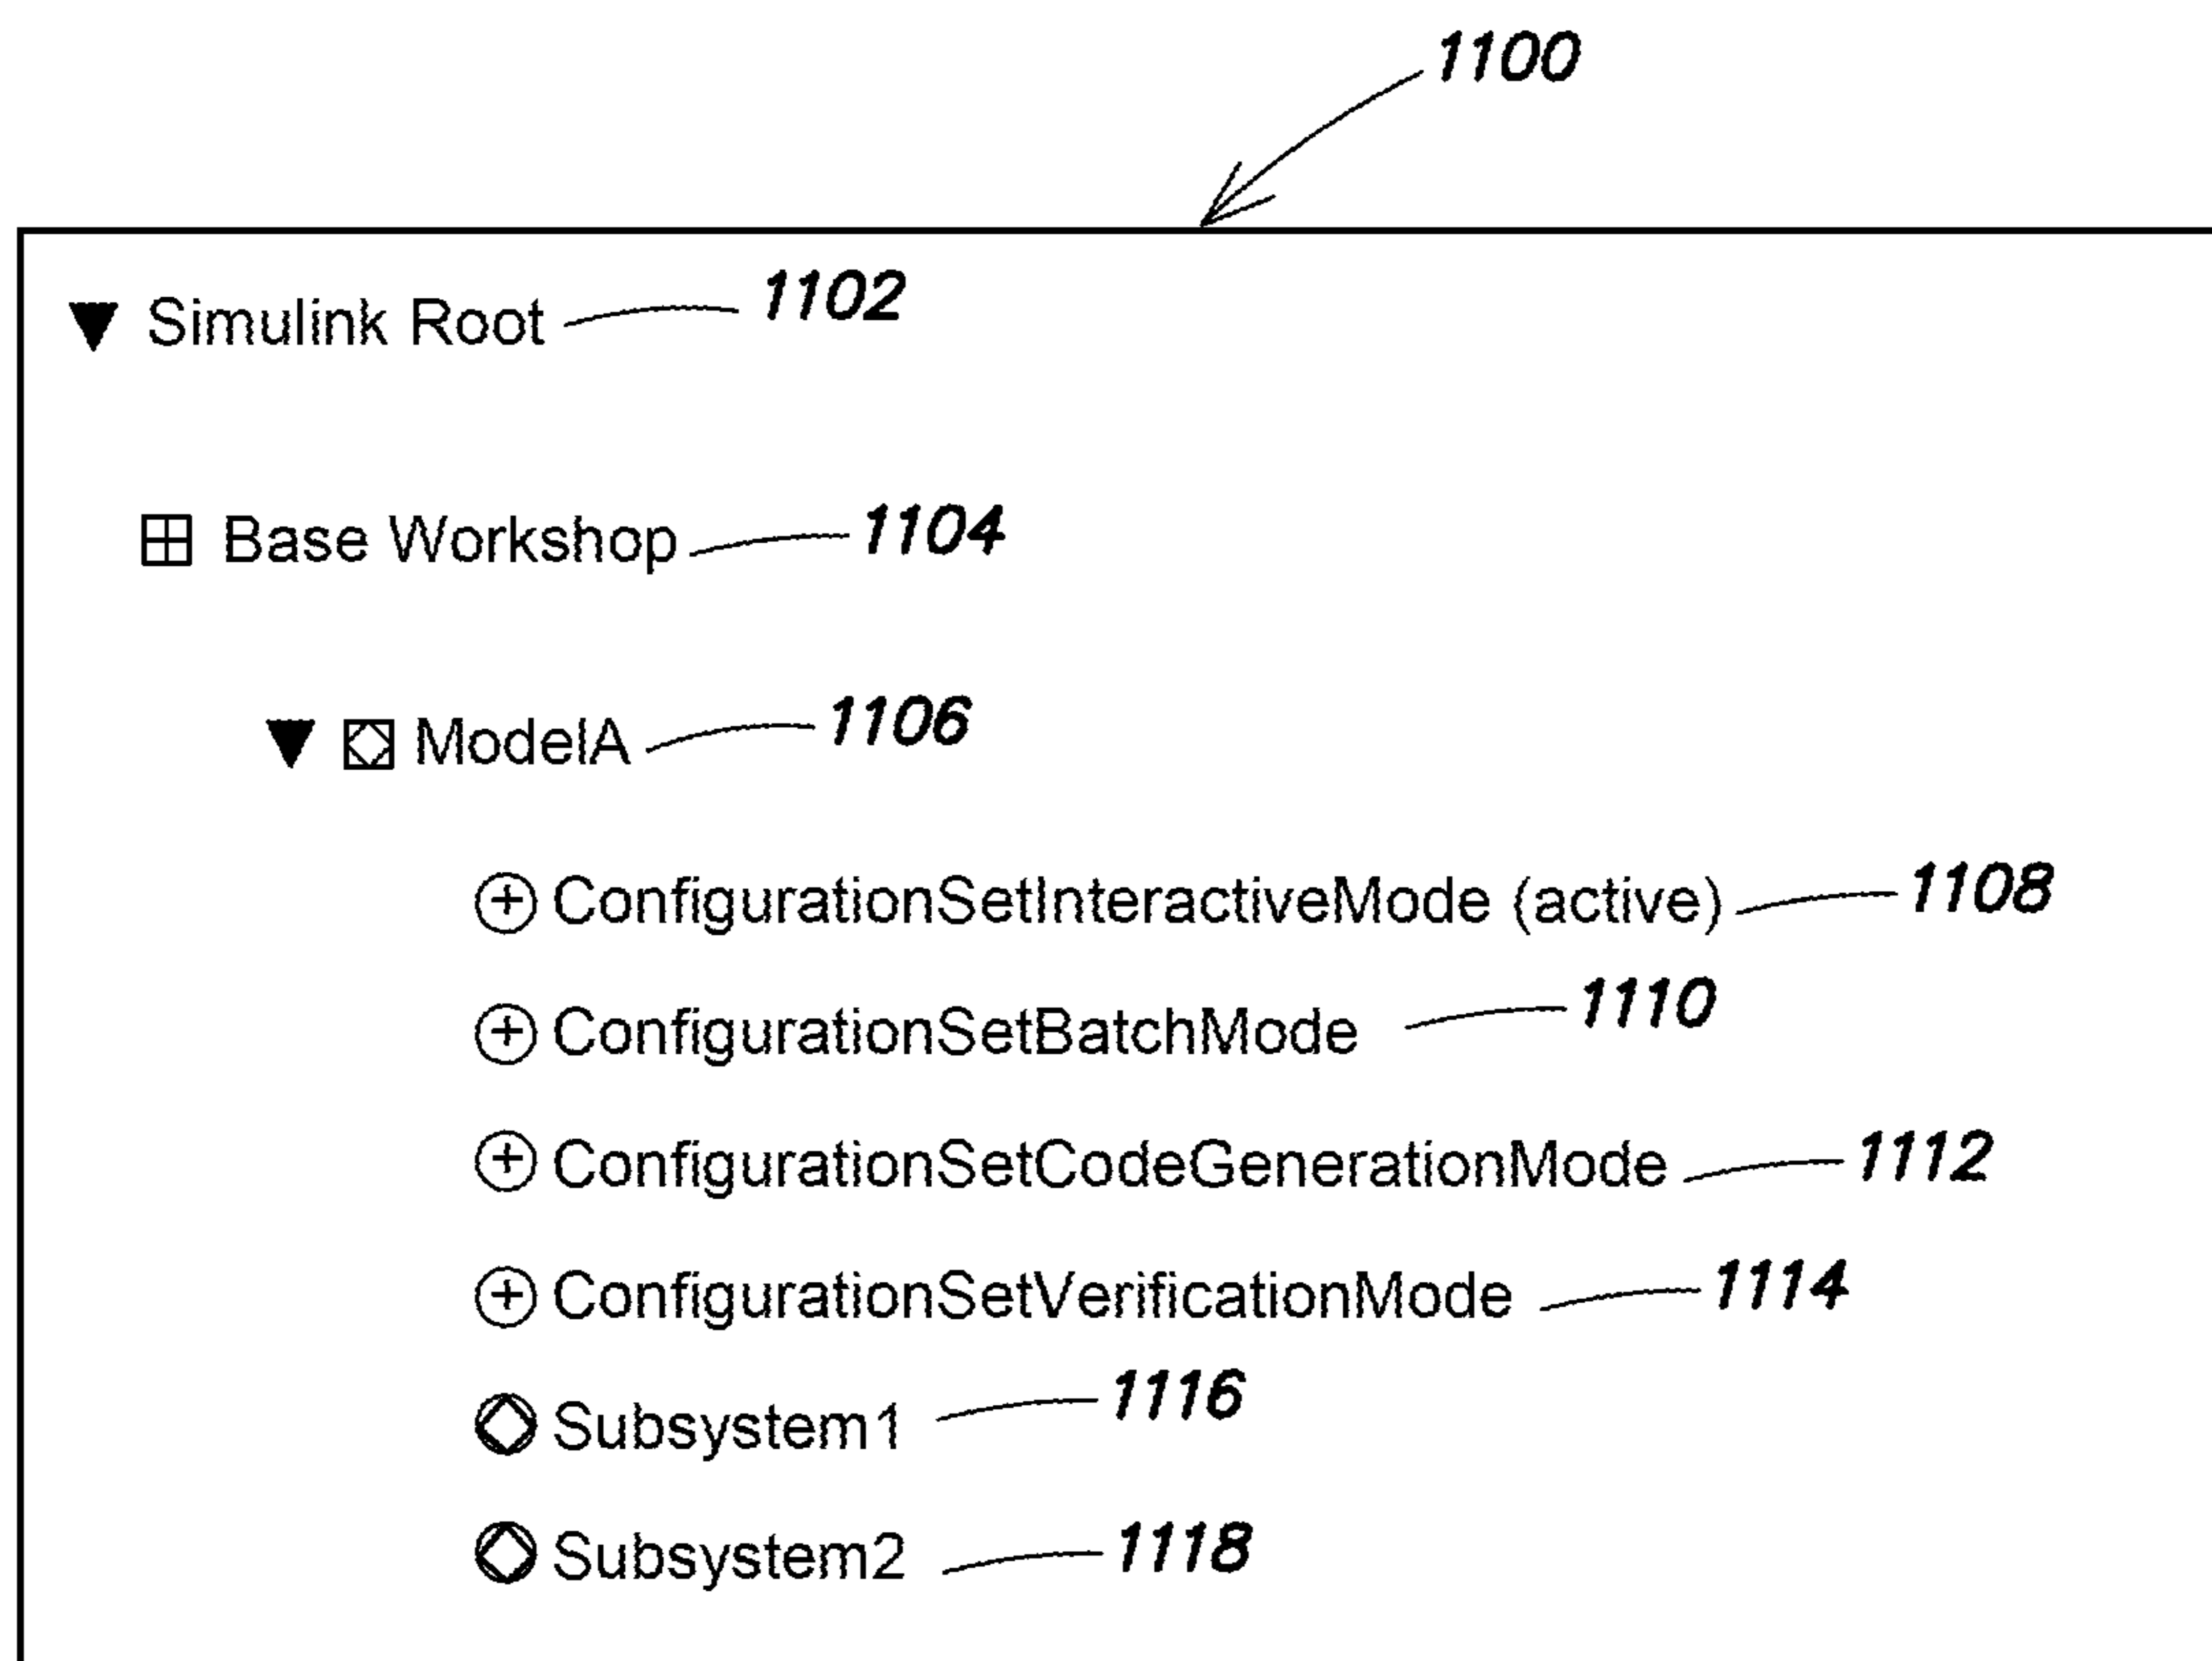 1100
Simulink Root 1102
Base Workshop 1104
ModelA 1106
ConfigurationSetInteractiveMode (active) 1108
ConfigurationSetBatchMode 1110
ConfigurationSetCodeGenerationMode 1112
ConfigurationSetVerificationMode 1114
Subsystem1 1116
Subsystem2 1118